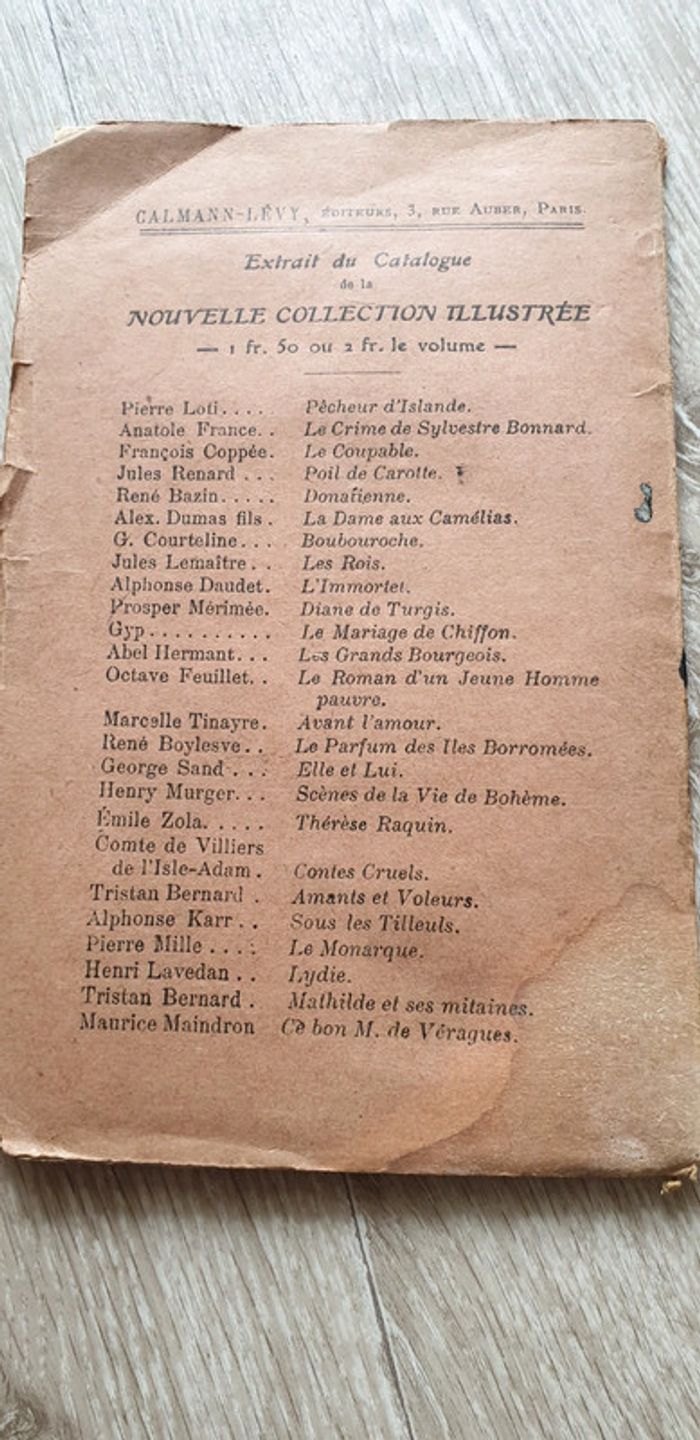 CALMANN-LÉVY, ÉDITEURS, 3, RUE AUBER, PARIS.
Extrait du Catalogue
de la
NOUVELLE COLLECTION ILLUSTRÉE
— 1 fr. 50 ou 2 fr. le volume —
Pierre Loti.... Pêcheur d'Islande.
Anatole France.. Le Crime de Sylvestre Bonnard.
François Coppée. Le Coupable.
Jules Renard ... Poil de Carotte.
René Bazin..... Donatienne.
Alex. Dumas fils. La Dame aux Camélias.
G. Courteline... Boubouroche.
Jules Lemaître.. Les Rois.
Alphonse Daudet. L'Immortel.
Prosper Mérimée. Diane de Turgis.
Gyp.......... Le Mariage de Chiffon.
Abel Hermant... Les Grands Bourgeois.
Octave Feuillet.. Le Roman d'un Jeune Homme
pauvre.
Marcelle Tinayre. Avant l'amour.
René Boylesve.. Le Parfum des Iles Borromées.
George Sand... Elle et Lui.
Henry Murger... Scènes de la Vie de Bohème.
Émile Zola..... Thérèse Raquin.
Comte de Villiers
de l'Isle-Adam. Contes Cruels.
Tristan Bernard. Amants et Voleurs.
Alphonse Karr.. Sous les Tilleuls.
Pierre Mille.... Le Monarque.
Henri Lavedan.. Lydie.
Tristan Bernard. Mathilde et ses mitaines.
Maurice Maindron Ce bon M. de Véragues.